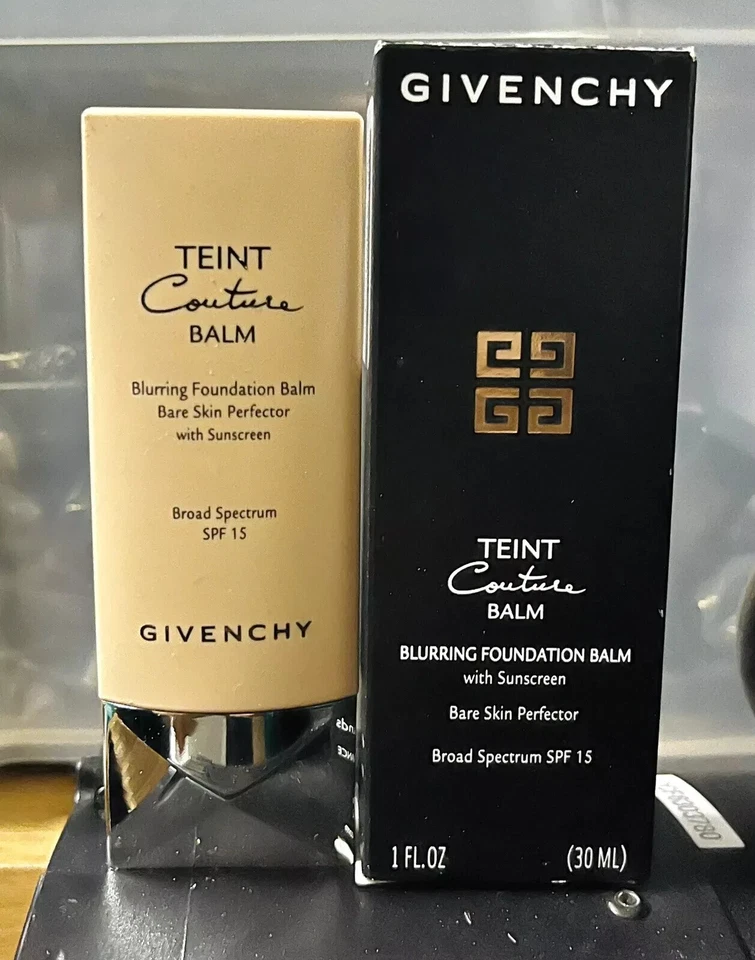 TEINT
Couture
BALM
Blurring Foundation Balm
Bare Skin Perfector
with Sunscreen
Broad Spectrum
SPF 15
GIVENCHY
GIVENCHY
TEINT
Couture
BALM
BLURRING FOUNDATION BALM
with Sunscreen
Bare Skin Perfector
Broad Spectrum SPF 15
1 FL.OZ (30 ML)